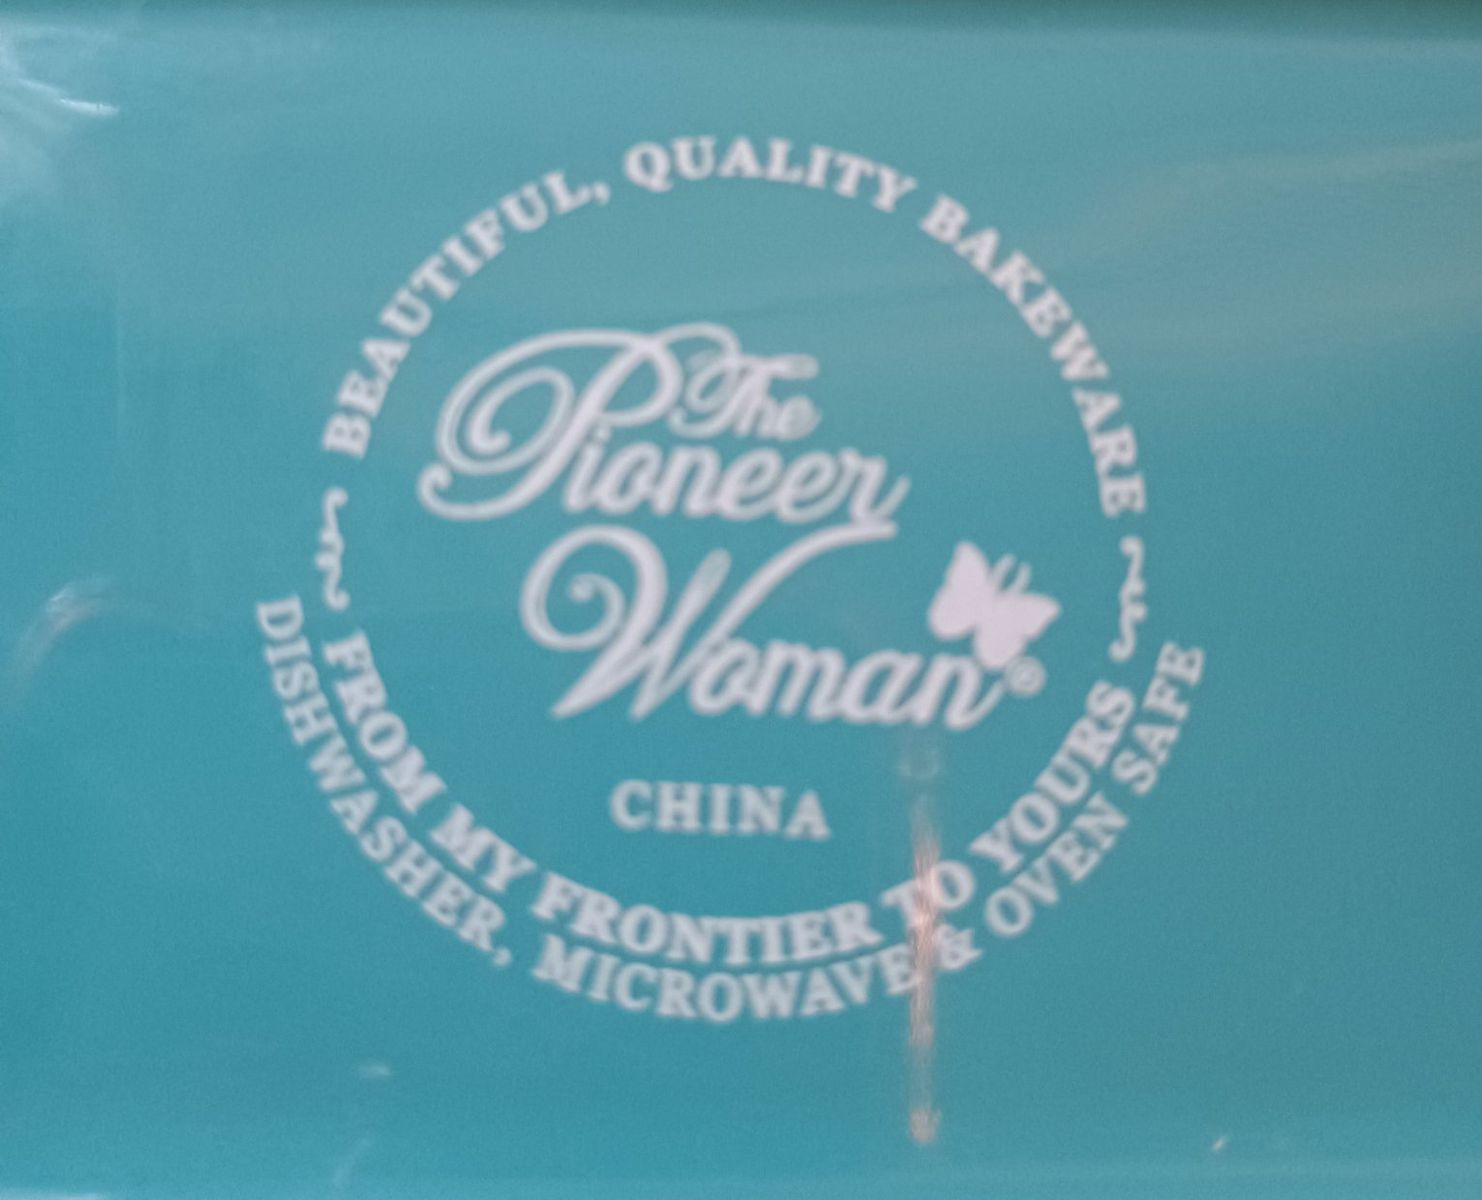 BEAUTIFUL, QUALITY BAKEWARE
The
Pioneer
Woman®
CHINA
FROM MY FRONTIER TO YOURS
DISHWASHER, MICROWAVE & OVEN SAFE